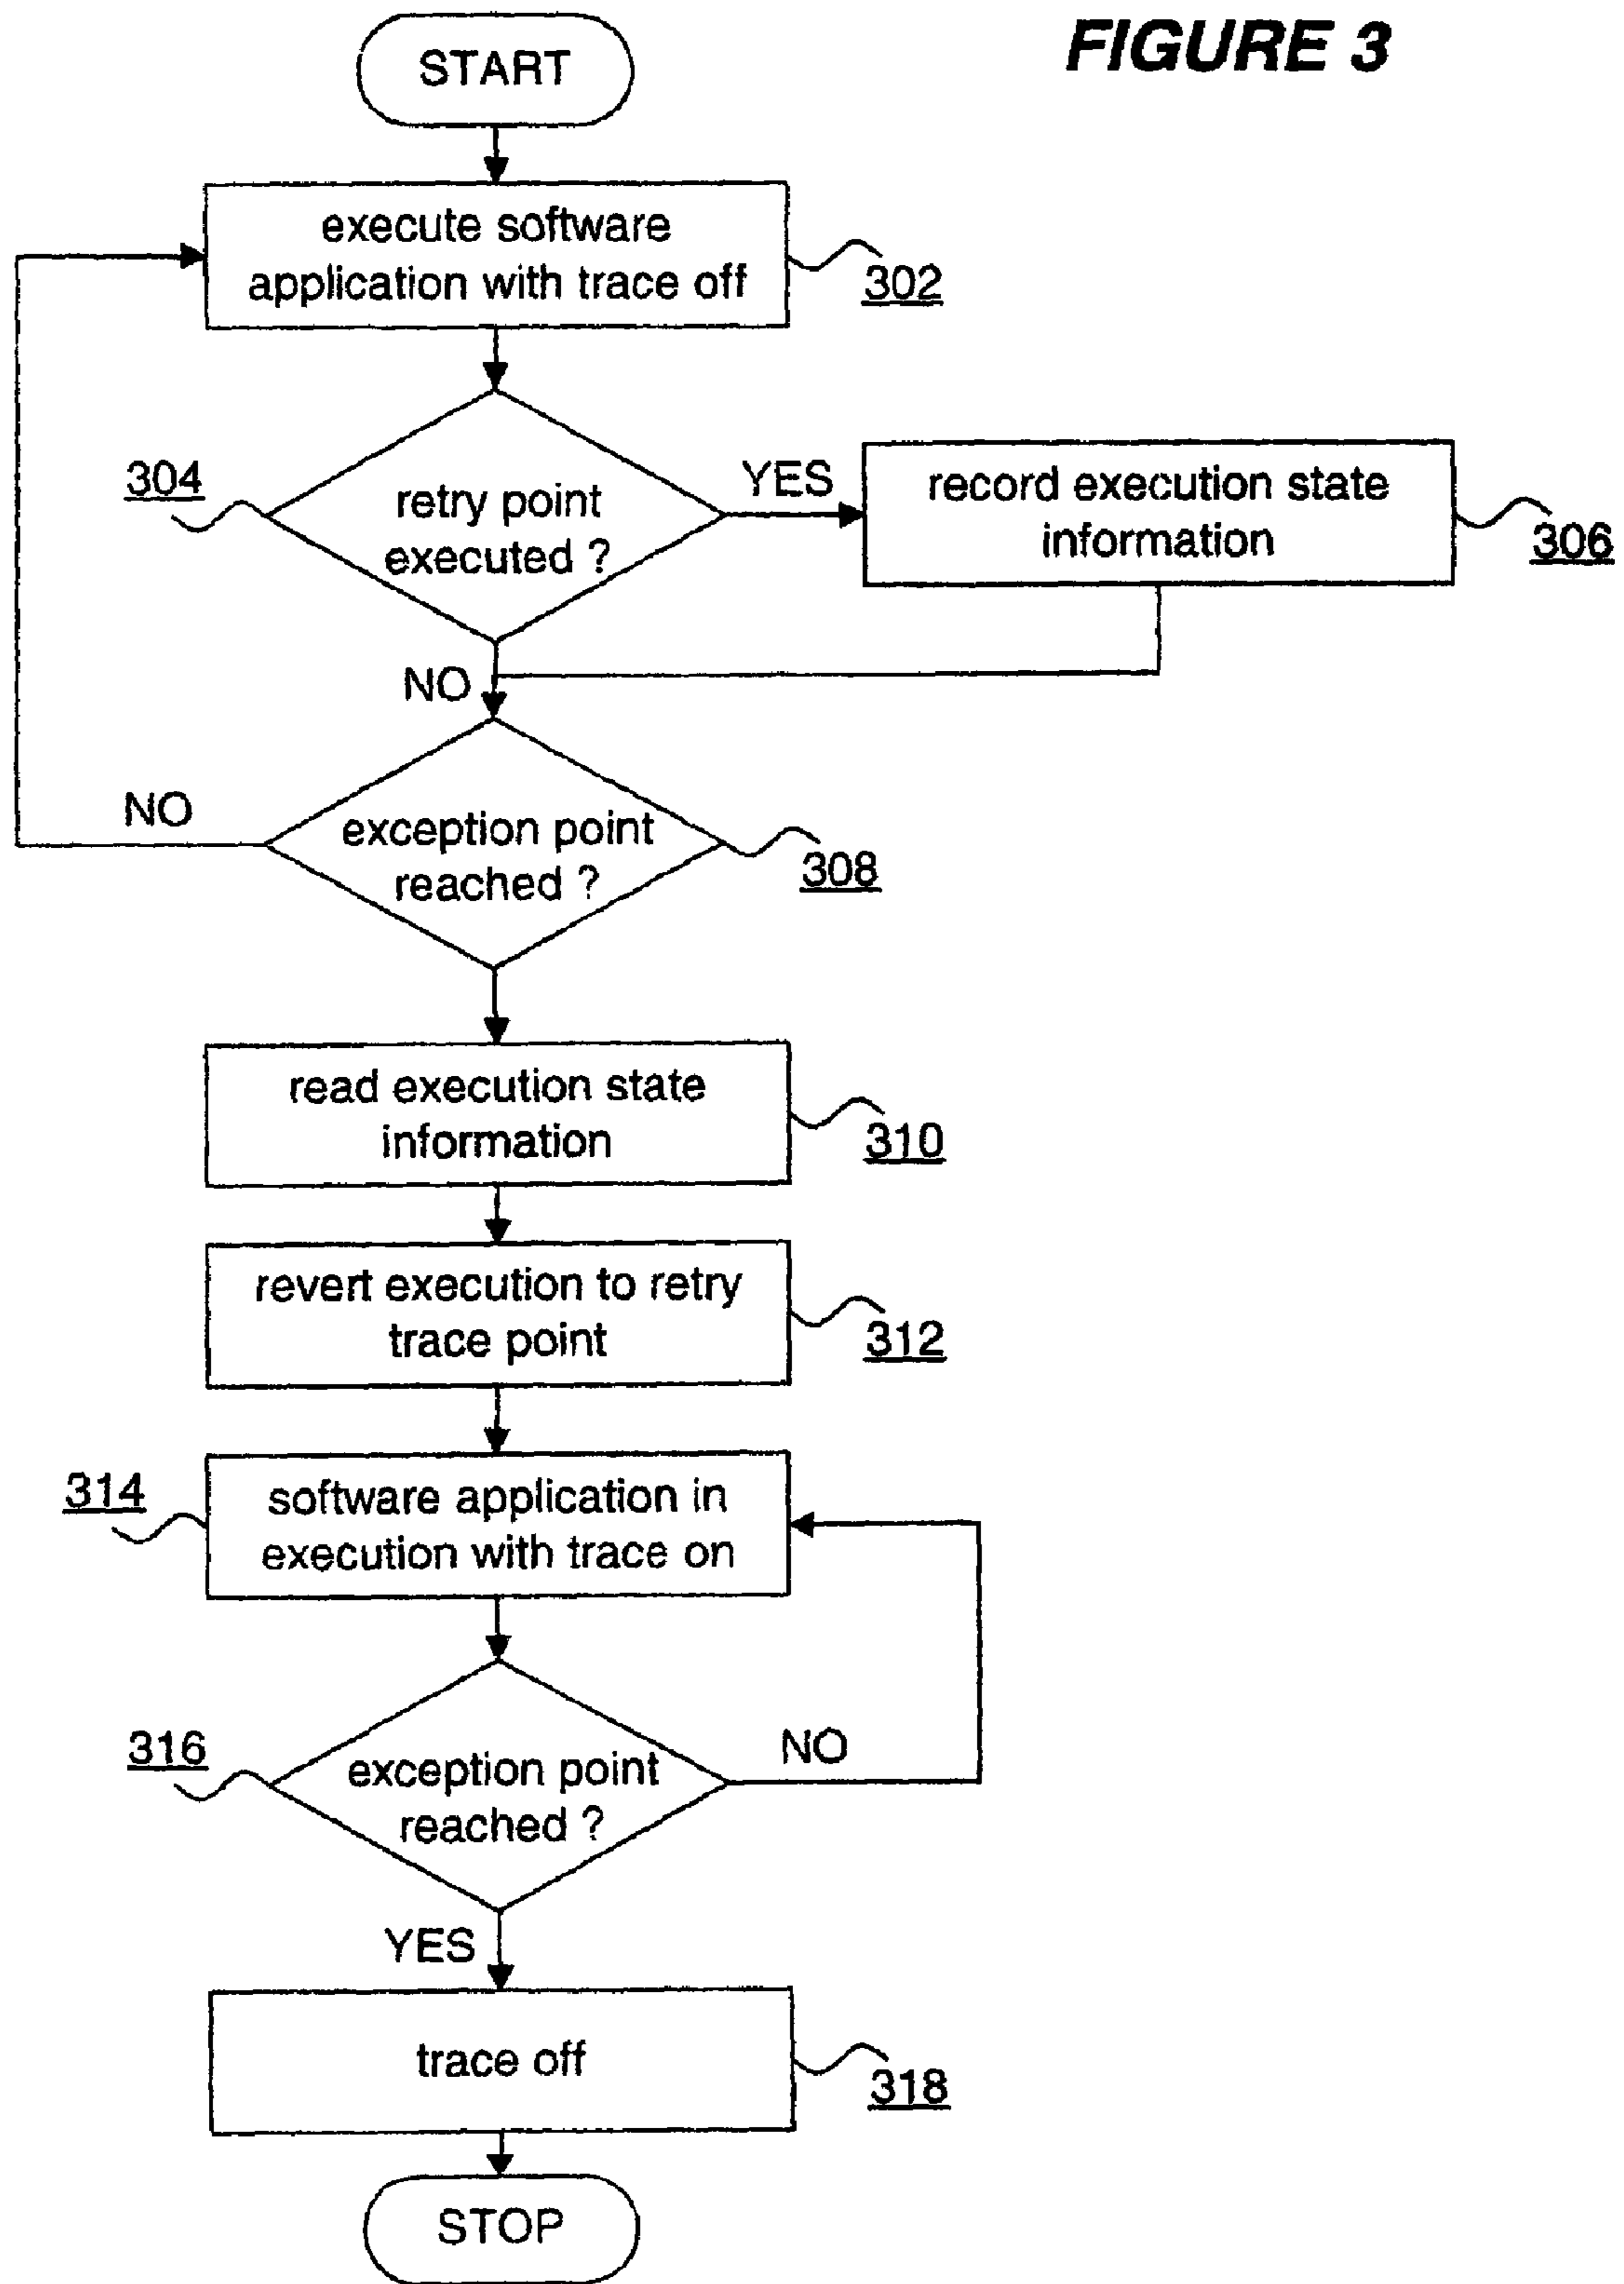 FIGURE 3
START
execute software
application with trace off
302
304
retry point
executed ?
YES
record execution state
information
306
NO
NO
exception point
reached ?
308
read execution state
information
310
revert execution to retry
trace point
312
314
software application in
execution with trace on
316
exception point
reached ?
NO
YES
trace off
318
STOP